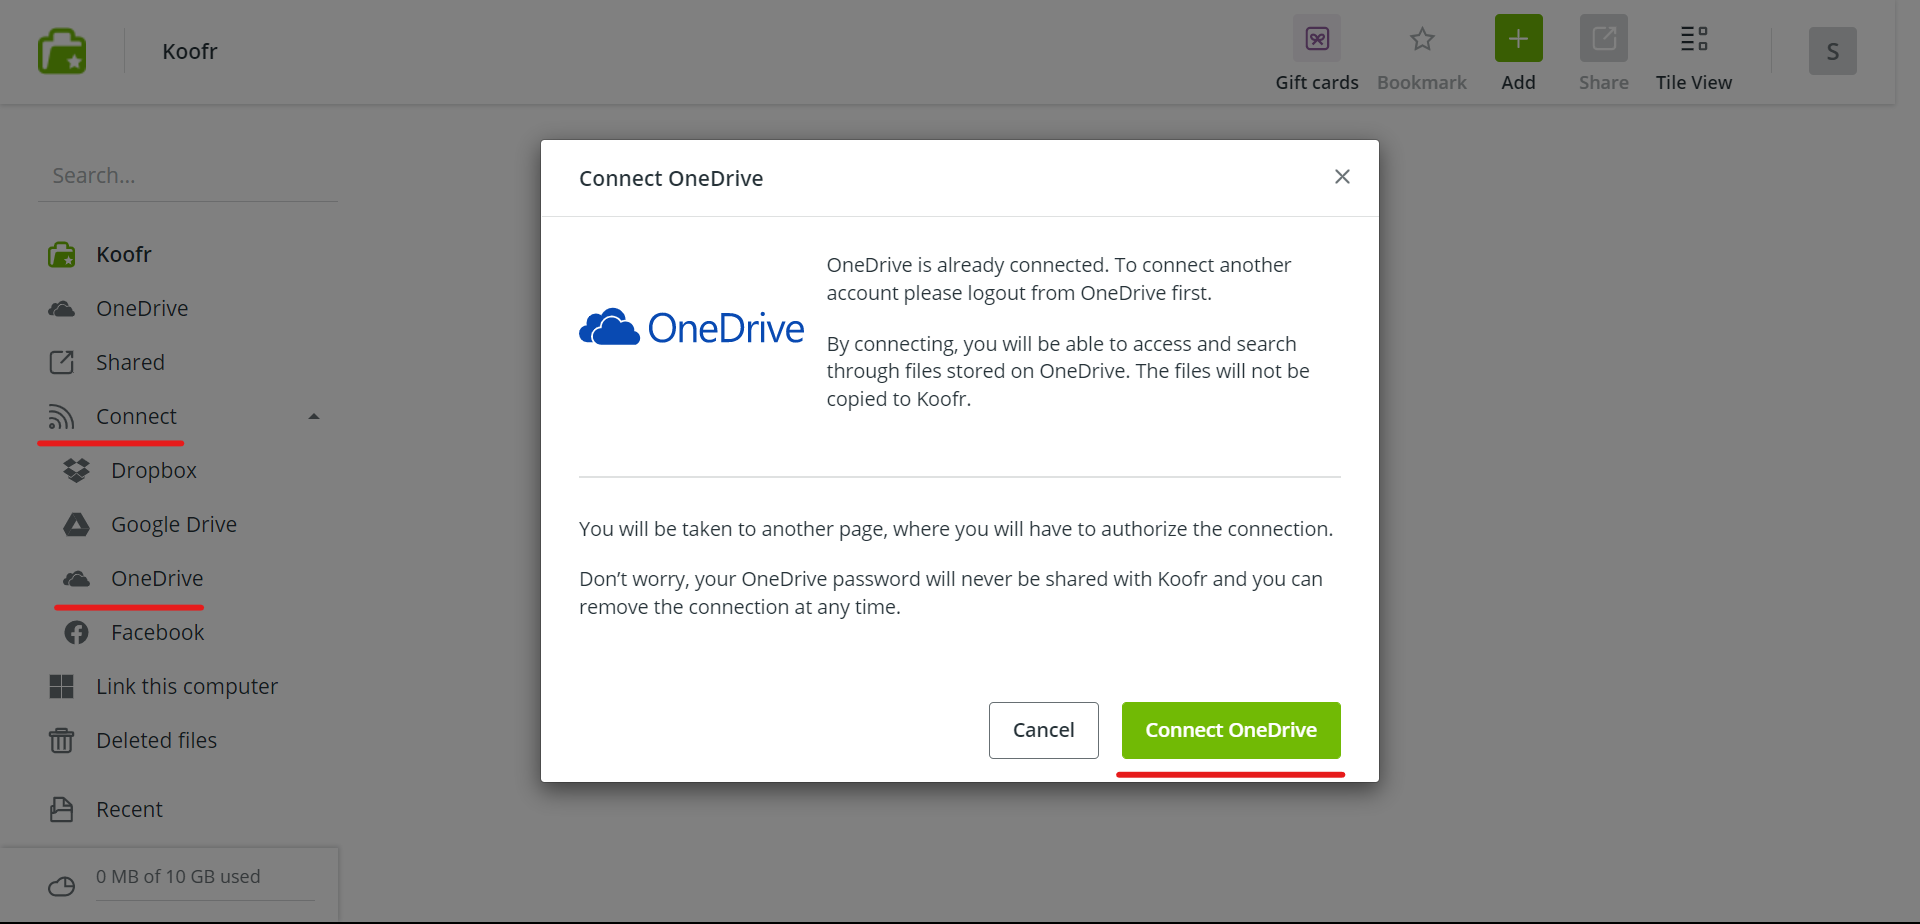 Koofr
Gift cards
Bookmark
Add
Share
Tile View
S
Search...
Koofr
OneDrive
Shared
Connect
Dropbox
Google Drive
OneDrive
Facebook
Link this computer
Deleted files
Recent
0 MB of 10 GB used
Connect OneDrive
OneDrive
OneDrive is already connected. To connect another
account please logout from OneDrive first.
By connecting, you will be able to access and search
through files stored on OneDrive. The files will not be
copied to Koofr.
You will be taken to another page, where you will have to authorize the connection.
Don’t worry, your OneDrive password will never be shared with Koofr and you can
remove the connection at any time.
Cancel
Connect OneDrive